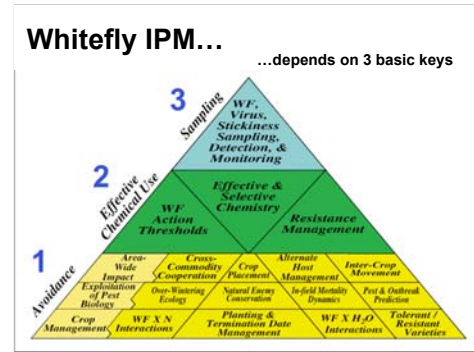 Whitefly IPM…
…depends on 3 basic keys
3
Sampling
WF,
Virus,
Stickiness
Sampling,
Detection, &
Monitoring
2
Effective
Chemical Use
WF
Action
Thresholds
Effective &
Selective
Chemistry
Resistance
Management
1
Avoidance
Area-
Wide
Impact
Cross-
Commodity
Cooperation
Crop
Placement
Alternate
Host
Management
Inter-Crop
Movement
Exploitation
of Pest
Biology
Over-Wintering
Ecology
Natural Enemy
Conservation
In-field Mortality
Dynamics
Pest & Outbreak
Prediction
Crop
Management
WF X N
Interactions
Planting &
Termination Date
Management
WF X H2O
Interactions
Tolerant /
Resistant
Varieties